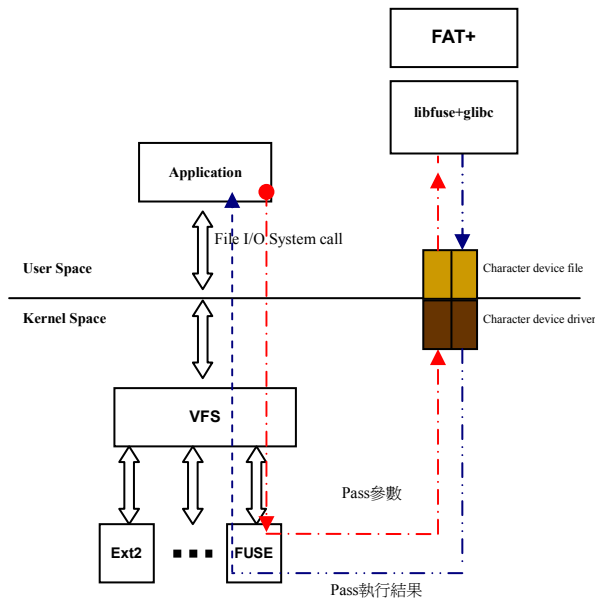 FAT+
libfuse+glibc
Application
File I/O System call
User Space
Character device file
Kernel Space
Character device driver
VFS
Pass參數
Ext2
FUSE
Pass執行結果